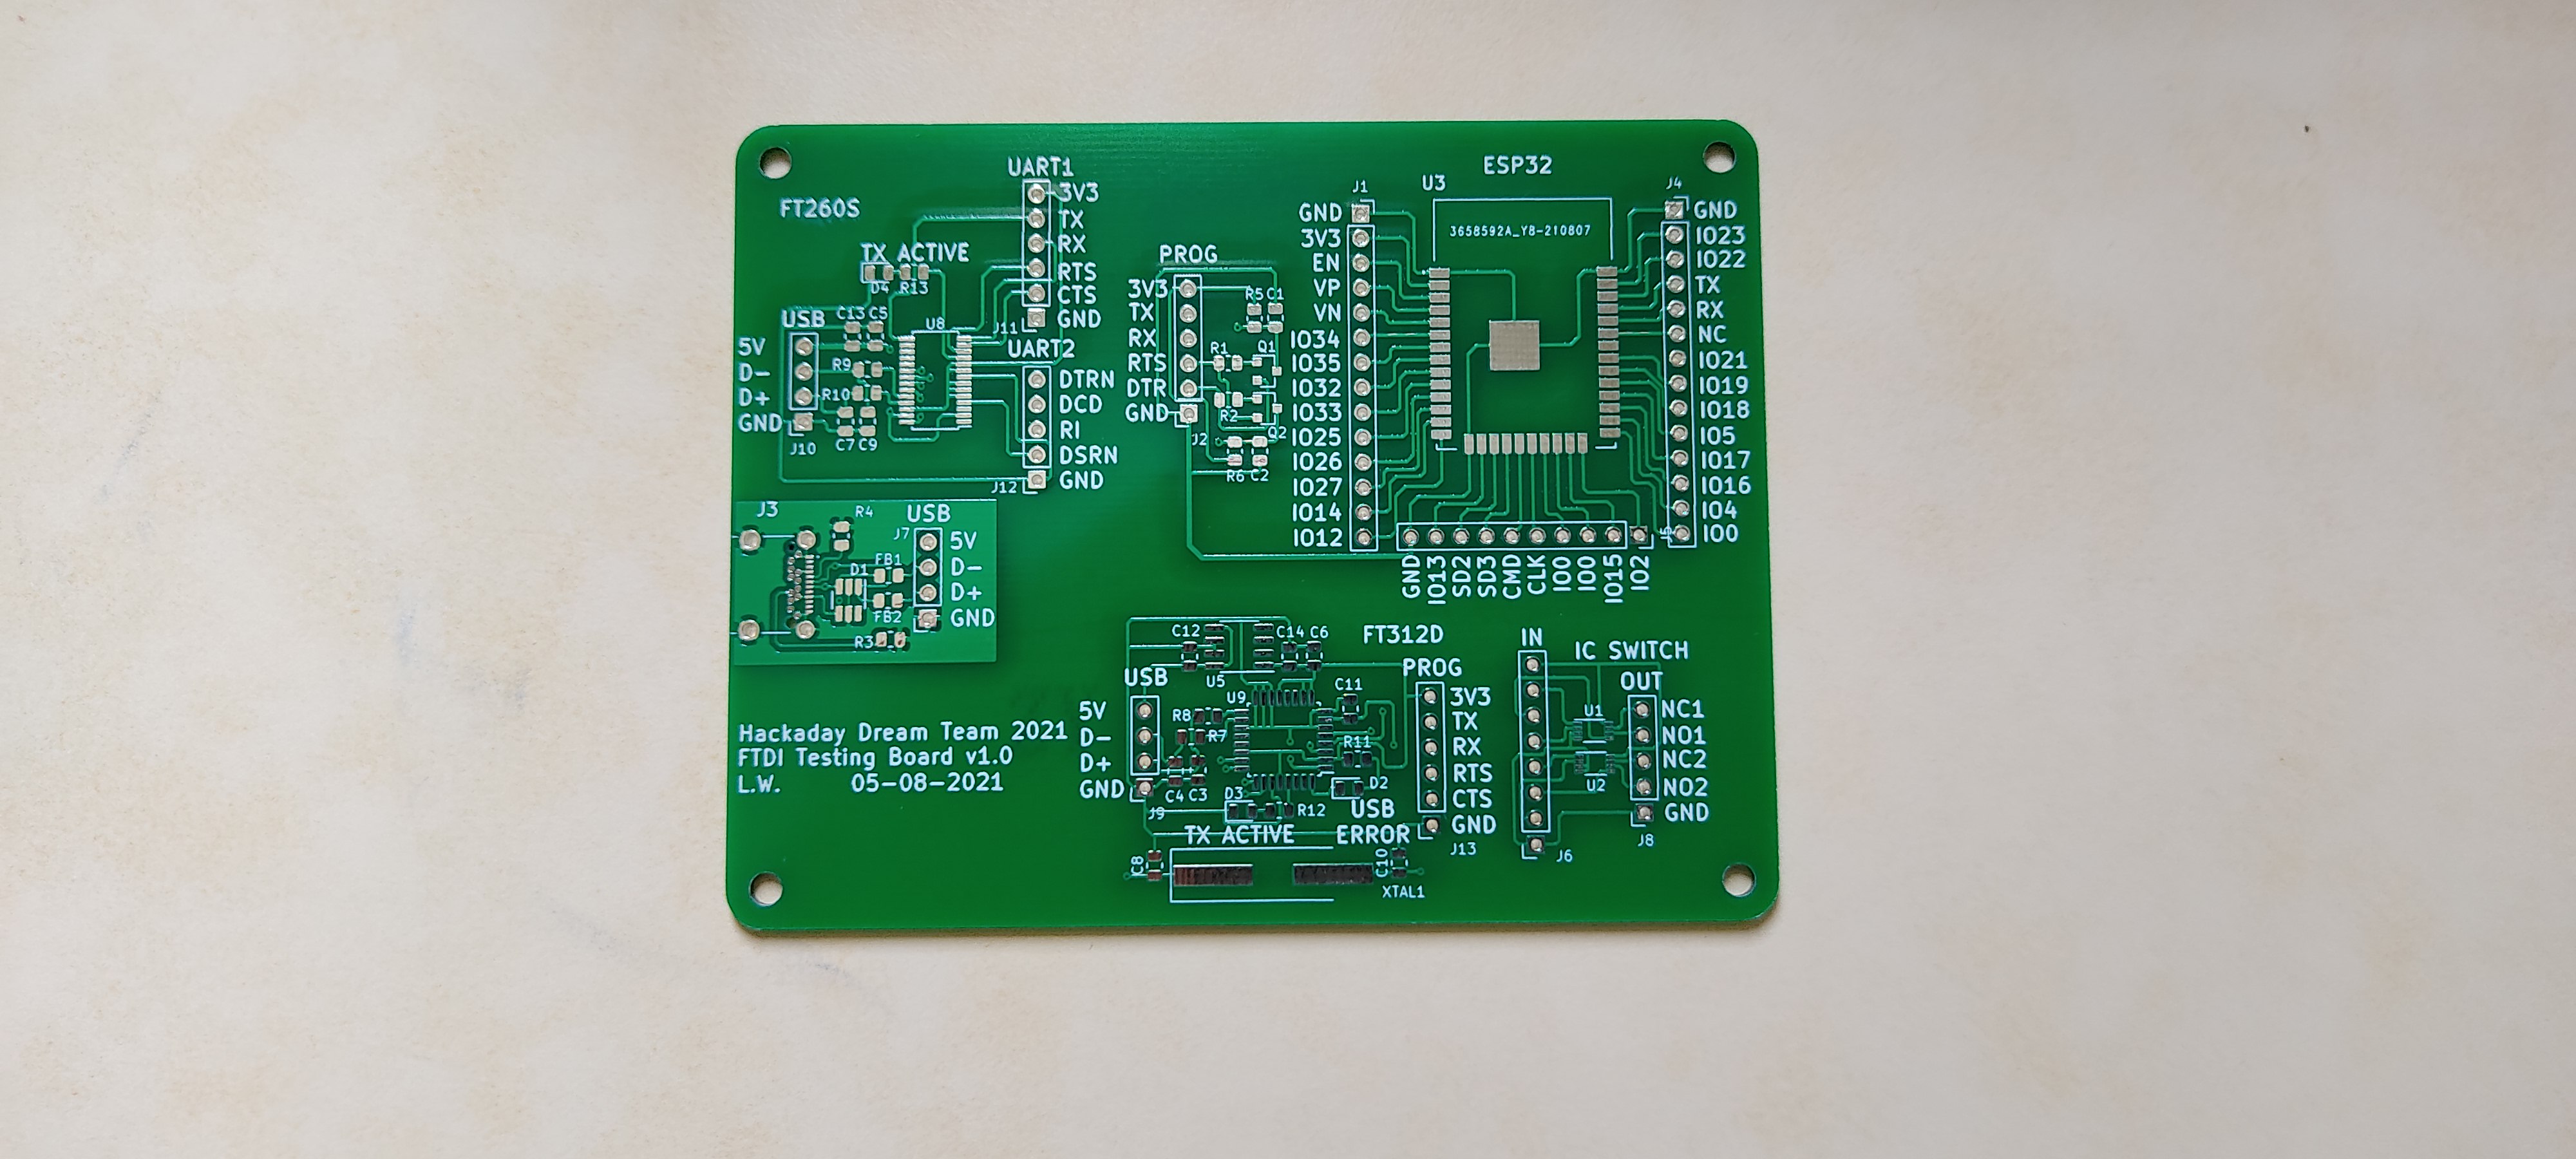 FT260S
UART1
3V3
TX
RX
RTS
CTS
GND
J11
TX ACTIVE
D4 R13
USB
C13 C5
U8
5V
D-
D+
GND
R9
R10
J10
C7 C9
UART2
DTRN
DCD
RI
DSRN
GND
J12
PROG
3V3
TX
RX
RTS
DTR
GND
J2
R5 C1
R1
Q1
R2
Q2
R6 C2
ESP32
J1
U3
J4
3658592A_Y8-210807
GND
3V3
EN
VP
VN
IO34
IO35
IO32
IO33
IO25
IO26
IO27
IO14
IO12
GND
IO23
IO22
TX
RX
NC
IO21
IO19
IO18
IO5
IO17
IO16
IO4
IO0
GND
IO13
SD2
SD3
CMD
CLK
IO0
IO0
IO15
IO2
J3
R4
USB
J7
5V
D-
D+
GND
FB1
D1
FB2
R3
Hackaday Dream Team 2021
FTDI Testing Board v1.0
L.W. 05-08-2021
FT312D
C12
C14 C6
U5
USB
5V
D-
D+
GND
J9
U9
C11
R8
R7
R11
C4 C3
D3
R12
D2
TX ACTIVE
USB
ERROR
PROG
3V3
TX
RX
RTS
CTS
GND
J13
C8
C10
XTAL1
IN
IC SWITCH
OUT
U1
U2
NC1
NO1
NC2
NO2
GND
J6
J8